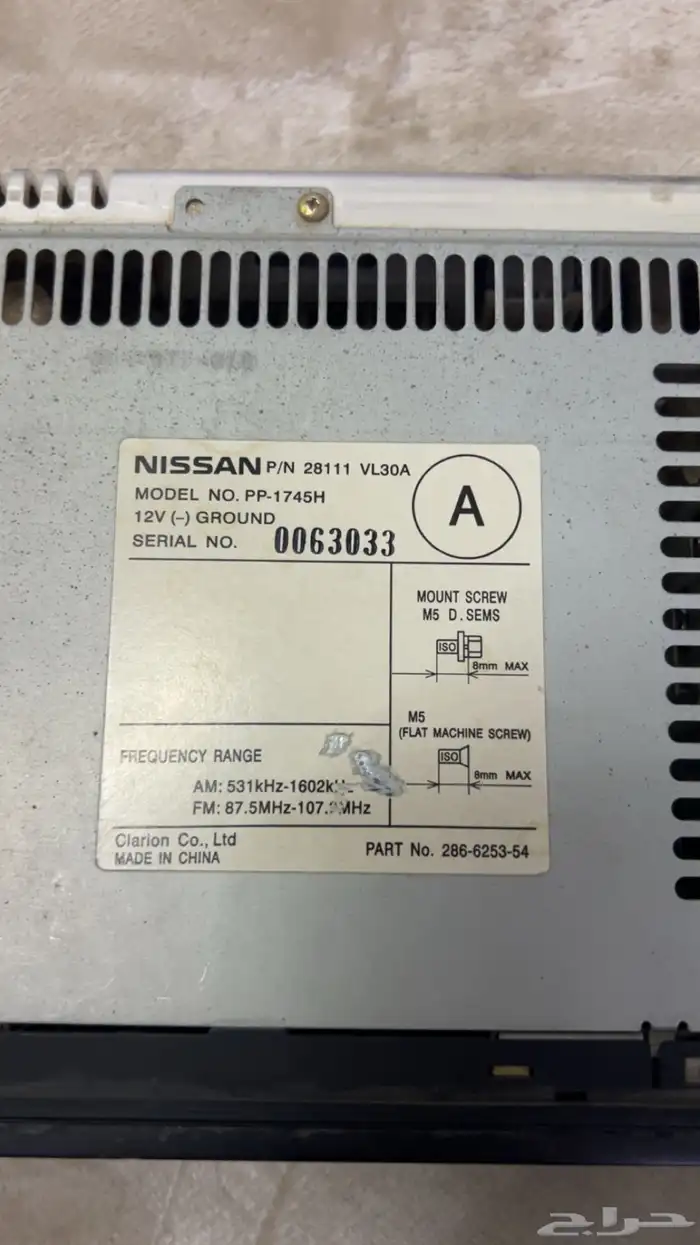 NISSAN P/N 28111 VL30A
MODEL NO. PP-1745H
12V (-) GROUND
SERIAL NO. 0063033
A
MOUNT SCREW
M5 D.SEMS
ISO
8mm MAX
M5
(FLAT MACHINE SCREW)
ISO
8mm MAX
FREQUENCY RANGE
AM: 531kHz-1602k
FM: 87.5MHz-107. MHz
Clarion Co., Ltd
MADE IN CHINA
PART No. 286-6253-54
حراج